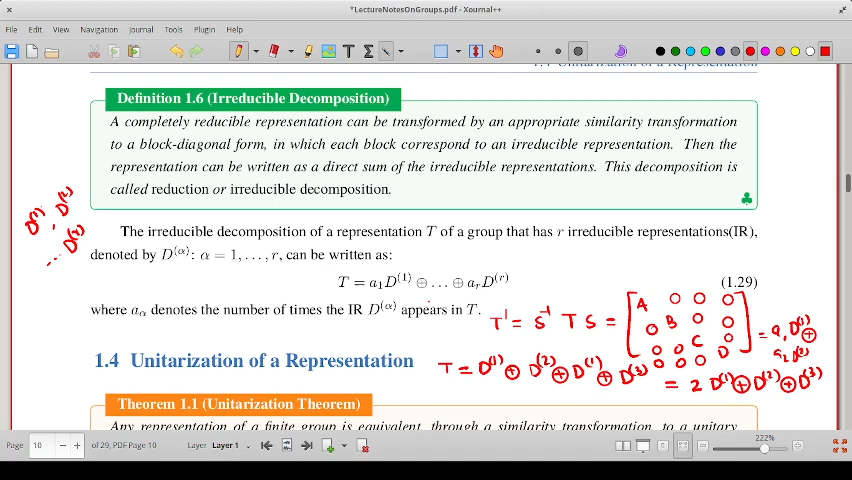 *LectureNotesOnGroups.pdf - Xournal++
File Edit View Navigation Journal Tools Plugin Help
1.4 Unitarization of a Representation
Definition 1.6 (Irreducible Decomposition)
A completely reducible representation can be transformed by an appropriate similarity transformation
to a block-diagonal form, in which each block correspond to an irreducible representation. Then the
representation can be written as a direct sum of the irreducible representations. This decomposition is
called reduction or irreducible decomposition.
D⁽¹⁾, D⁽²⁾
... D⁽³⁾
The irreducible decomposition of a representation T of a group that has r irreducible representations(IR),
denoted by D⁽ᵅ⁾: α = 1, . . . , r, can be written as:
T = a₁D⁽¹⁾ ⊕ . . . ⊕ aᵣD⁽ʳ⁾ (1.29)
where aα denotes the number of times the IR D⁽ᵅ⁾ appears in T.
T' = S⁻¹ T S = [
A 0 0 0
0 B 0 0
0 0 C 0
0 0 0 D
] = a₁ D⁽¹⁾ ⊕
a₂ D⁽²⁾
1.4 Unitarization of a Representation
T = D⁽¹⁾ ⊕ D⁽²⁾ ⊕ D⁽¹⁾ ⊕ D⁽³⁾
= 2 D⁽¹⁾ ⊕ D⁽²⁾ ⊕ D⁽³⁾
Theorem 1.1 (Unitarization Theorem)
Any representation of a finite group is equivalent, through a similarity transformation, to a unitary
Page 10 of 29, PDF Page 10 Layer Layer 1 222%